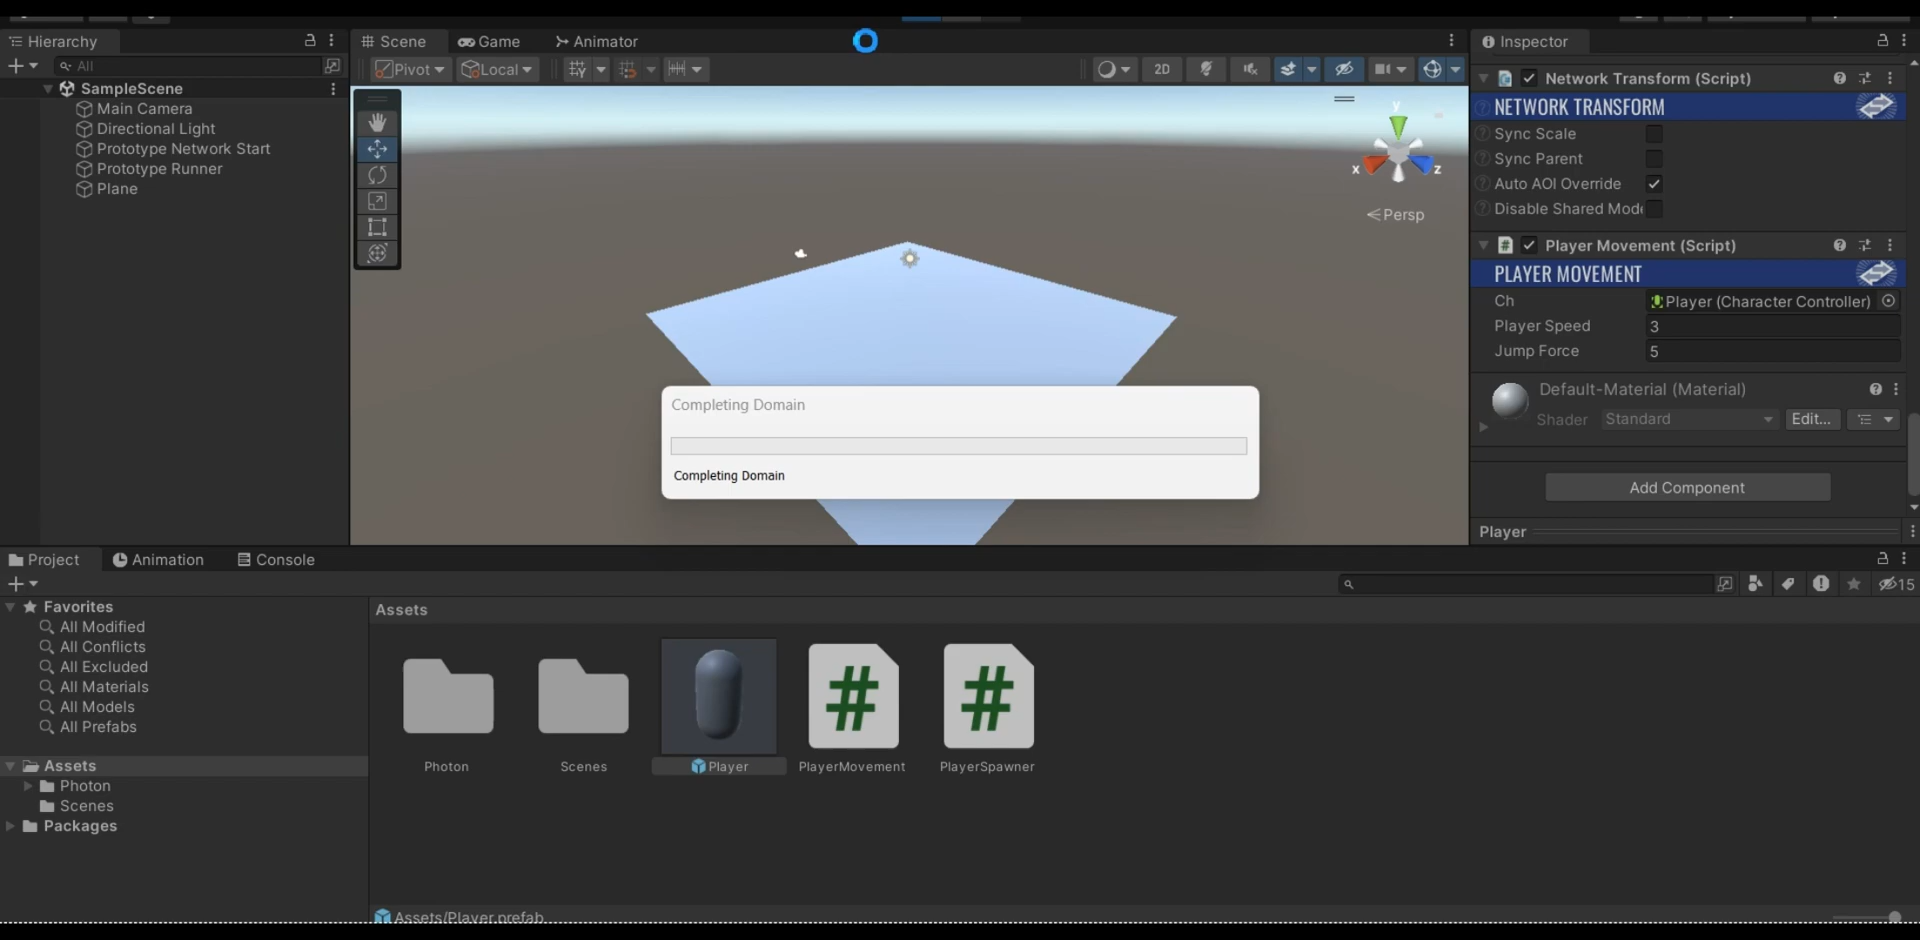 Hierarchy
All
SampleScene
Main Camera
Directional Light
Prototype Network Start
Prototype Runner
Plane
Scene
Game
Animator
Pivot
Local
2D
y
x
z
Persp
Completing Domain
Completing Domain
Inspector
Network Transform (Script)
NETWORK TRANSFORM
Sync Scale
Sync Parent
Auto AOI Override
Disable Shared Mod
Player Movement (Script)
PLAYER MOVEMENT
Ch
Player (Character Controller)
Player Speed
3
Jump Force
5
Default-Material (Material)
Shader
Standard
Edit...
Add Component
Player
Project
Animation
Console
15
Favorites
All Modified
All Conflicts
All Excluded
All Materials
All Models
All Prefabs
Assets
Photon
Scenes
Packages
Assets
Photon
Scenes
Player
PlayerMovement
PlayerSpawner
Assets/Player.prefab